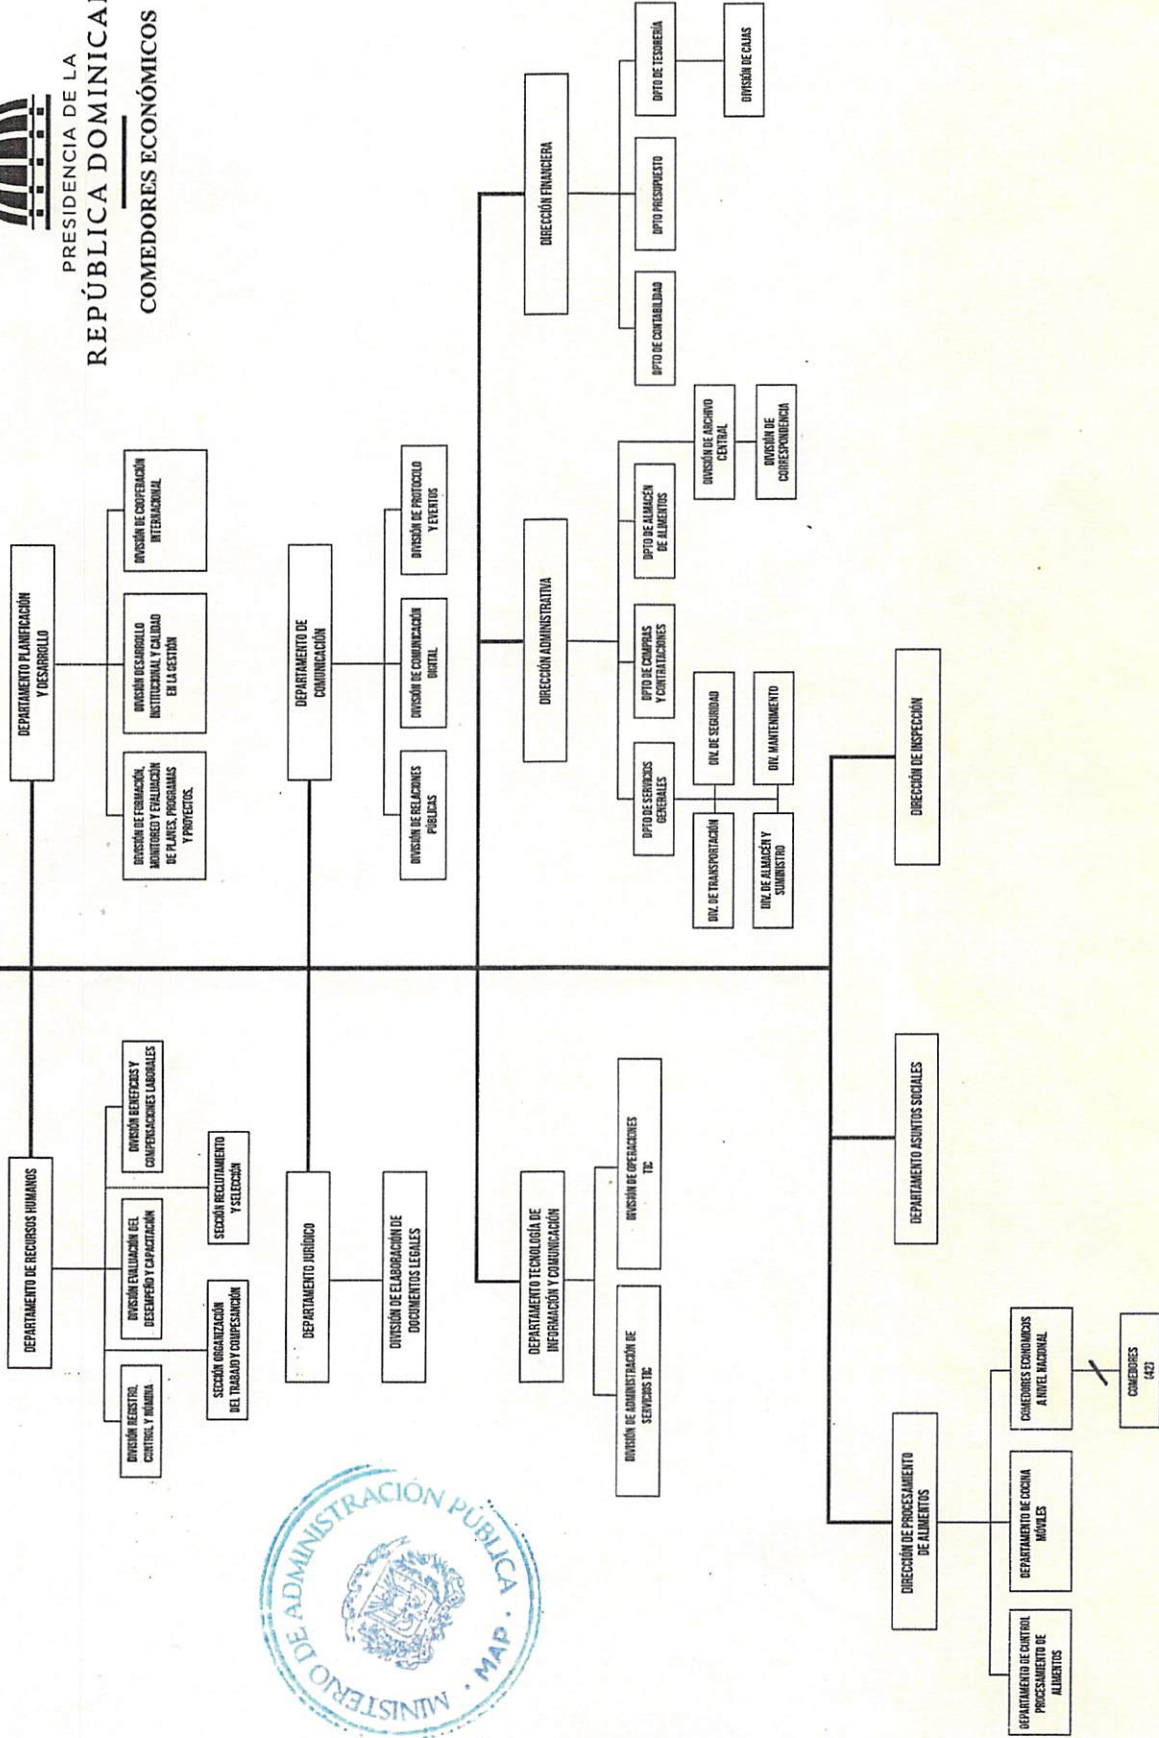 PRESIDENCIA DE LA
REPÚBLICA DOMINICA
COMEDORES ECONÓMICOS
DEPARTAMENTO DE RECURSOS HUMANOS
DIVISIÓN REGISTRO,
CONTROL Y NÓMINA
DIVISIÓN EVALUACIÓN DEL
DESEMPEÑO Y CAPACITACIÓN
DIVISIÓN BENEFICIOS Y
COMPENSACIONES LABORALES
SECCIÓN ORGANIZACIÓN
DEL TRABAJO Y COMPESANCIÓN
SECCIÓN RECLUTAMIENTO
Y SELECCIÓN
DEPARTAMENTO PLANIFICACIÓN
Y DESARROLLO
DIVISIÓN DE FORMACIÓN,
MONITOREO Y EVALUACIÓN
DE PLANES, PROGRAMAS
Y PROYECTOS.
DIVISIÓN DESARROLLO
INSTITUCIONAL Y CALIDAD
EN LA GESTIÓN
DIVISIÓN DE COOPERACIÓN
INTERNACIONAL
DEPARTAMENTO JURÍDICO
DIVISIÓN DE ELABORACIÓN DE
DOCUMENTOS LEGALES
DEPARTAMENTO DE
COMUNICACIÓN
DIVISIÓN DE RELACIONES
PÚBLICAS
DIVISIÓN DE COMUNICACIÓN
DIGITAL
DIVISIÓN DE PROTOCOLO
Y EVENTOS
MINISTERIO DE ADMINISTRACIÓN PÚBLICA
· MAP ·
DEPARTAMENTO TECNOLOGÍA DE
INFORMACIÓN Y COMUNICACIÓN
DIVISIÓN DE ADMINISTRACIÓN DE
SERVICIOS TIC
DIVISIÓN DE OPERACIONES
TIC
DIRECCIÓN ADMINISTRATIVA
DPTO DE SERVICIOS
GENERALES
DPTO DE COMPRAS
Y CONTRATACIONES
DPTO DE ALMACÉN
DE ALIMENTOS
DIV. DE TRANSPORTACIÓN
DIV. DE SEGURIDAD
DIV. DE ALMACÉN Y
SUMINISTRO
DIV. MANTENIMIENTO
DIVISIÓN DE ARCHIVO
CENTRAL
DIVISIÓN DE
CORRESPONDENCIA
DIRECCIÓN FINANCIERA
DPTO DE CONTABILIDAD
DPTO PRESUPUESTO
DPTO DE TESORERÍA
DIVISIÓN DE CAJAS
DIRECCIÓN DE PROCESAMIENTO
DE ALIMENTOS
DEPARTAMENTO ASUNTOS SOCIALES
DIRECCIÓN DE INSPECCIÓN
DEPARTAMENTO DE CONTROL
PROCESAMIENTO DE
ALIMENTOS
DEPARTAMENTO DE COCINA
MÓVILES
COMEDORES ECONOMICOS
A NIVEL NACIONAL
COMEDORES
(42)